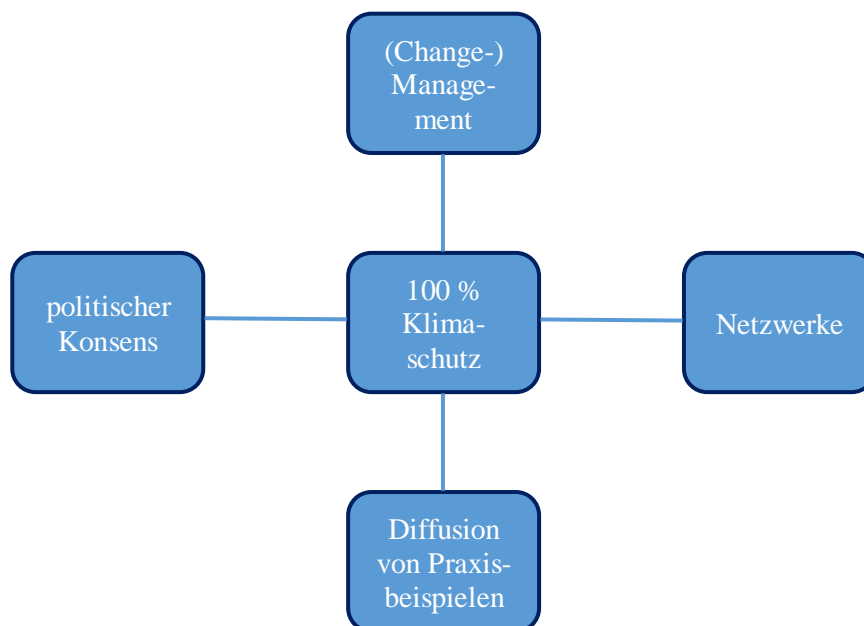 (Change-)
Manage-
ment
politischer
Konsens
100 %
Klima-
schutz
Netzwerke
Diffusion
von Praxis-
beispielen